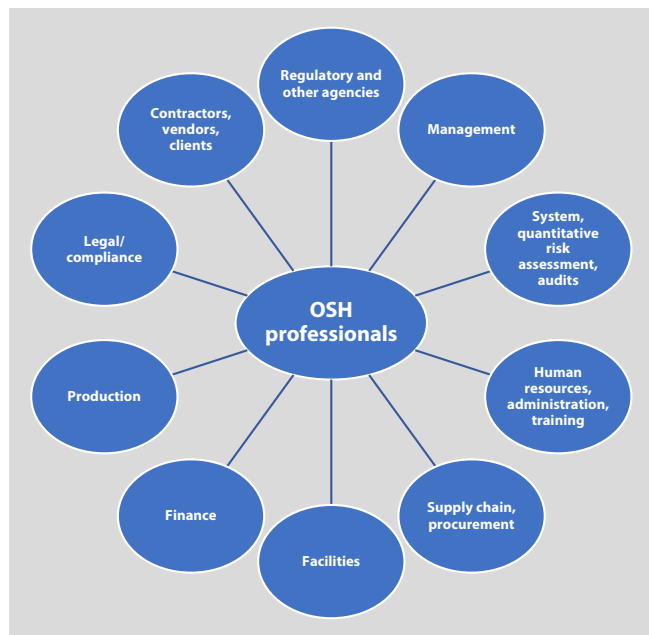 Regulatory and
other agencies
Management
System,
quantitative
risk
assessment,
audits
Human
resources,
administration,
training
Supply chain,
procurement
Facilities
Finance
Production
Legal/
compliance
Contractors,
vendors,
clients
OSH
professionals